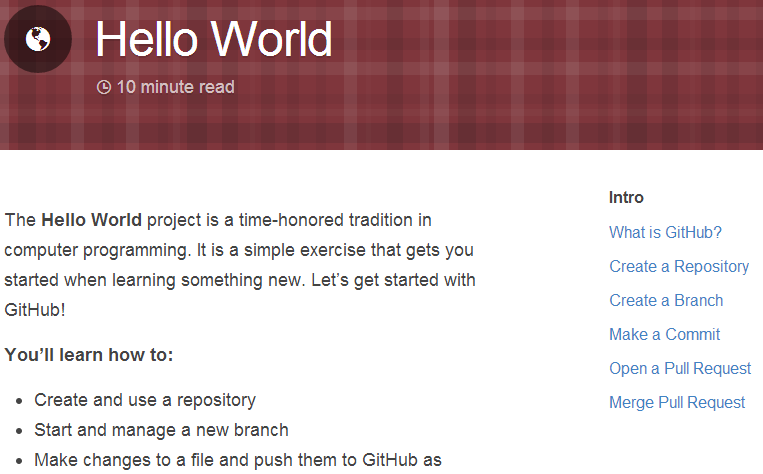 Hello World
10 minute read
The Hello World project is a time-honored tradition in
computer programming. It is a simple exercise that gets you
started when learning something new. Let’s get started with
GitHub!
You’ll learn how to:
• Create and use a repository
• Start and manage a new branch
• Make changes to a file and push them to GitHub as
Intro
What is GitHub?
Create a Repository
Create a Branch
Make a Commit
Open a Pull Request
Merge Pull Request